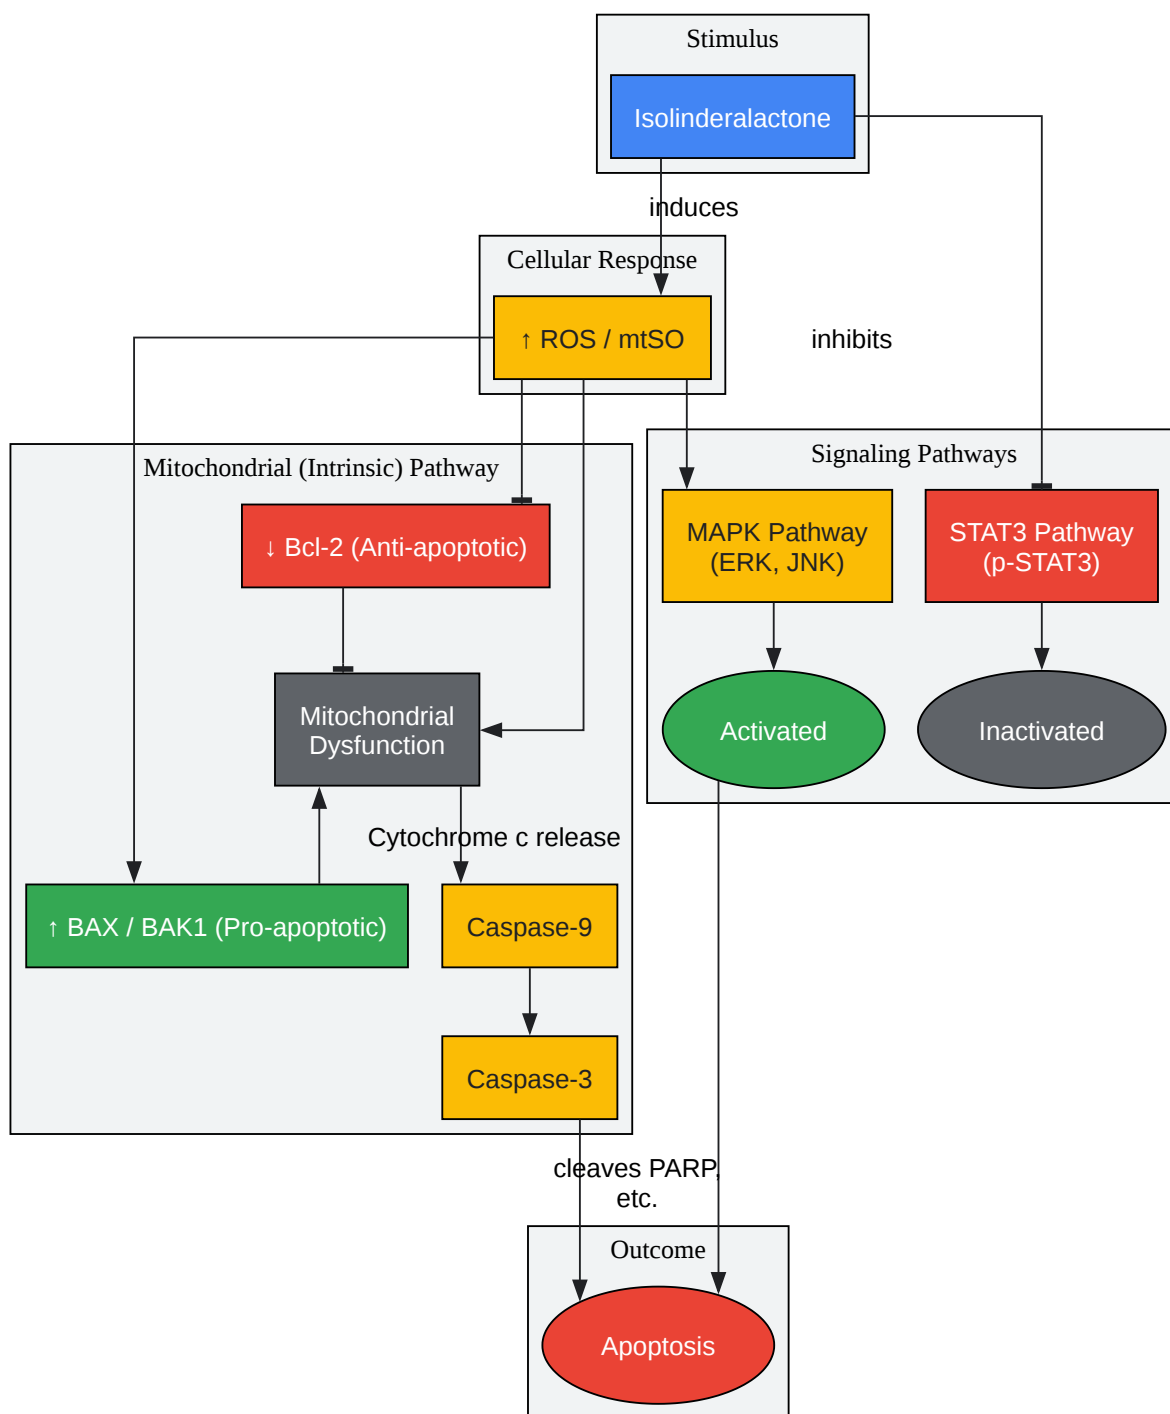 Stimulus
Isolinderalactone
induces
Cellular Response
↑ ROS / mtSO
inhibits
Mitochondrial (Intrinsic) Pathway
↓ Bcl-2 (Anti-apoptotic)
Mitochondrial
Dysfunction
Cytochrome c release
↑ BAX / BAK1 (Pro-apoptotic)
Caspase-9
Caspase-3
Signaling Pathways
MAPK Pathway
(ERK, JNK)
STAT3 Pathway
(p-STAT3)
Activated
Inactivated
cleaves PARP,
etc.
Outcome
Apoptosis